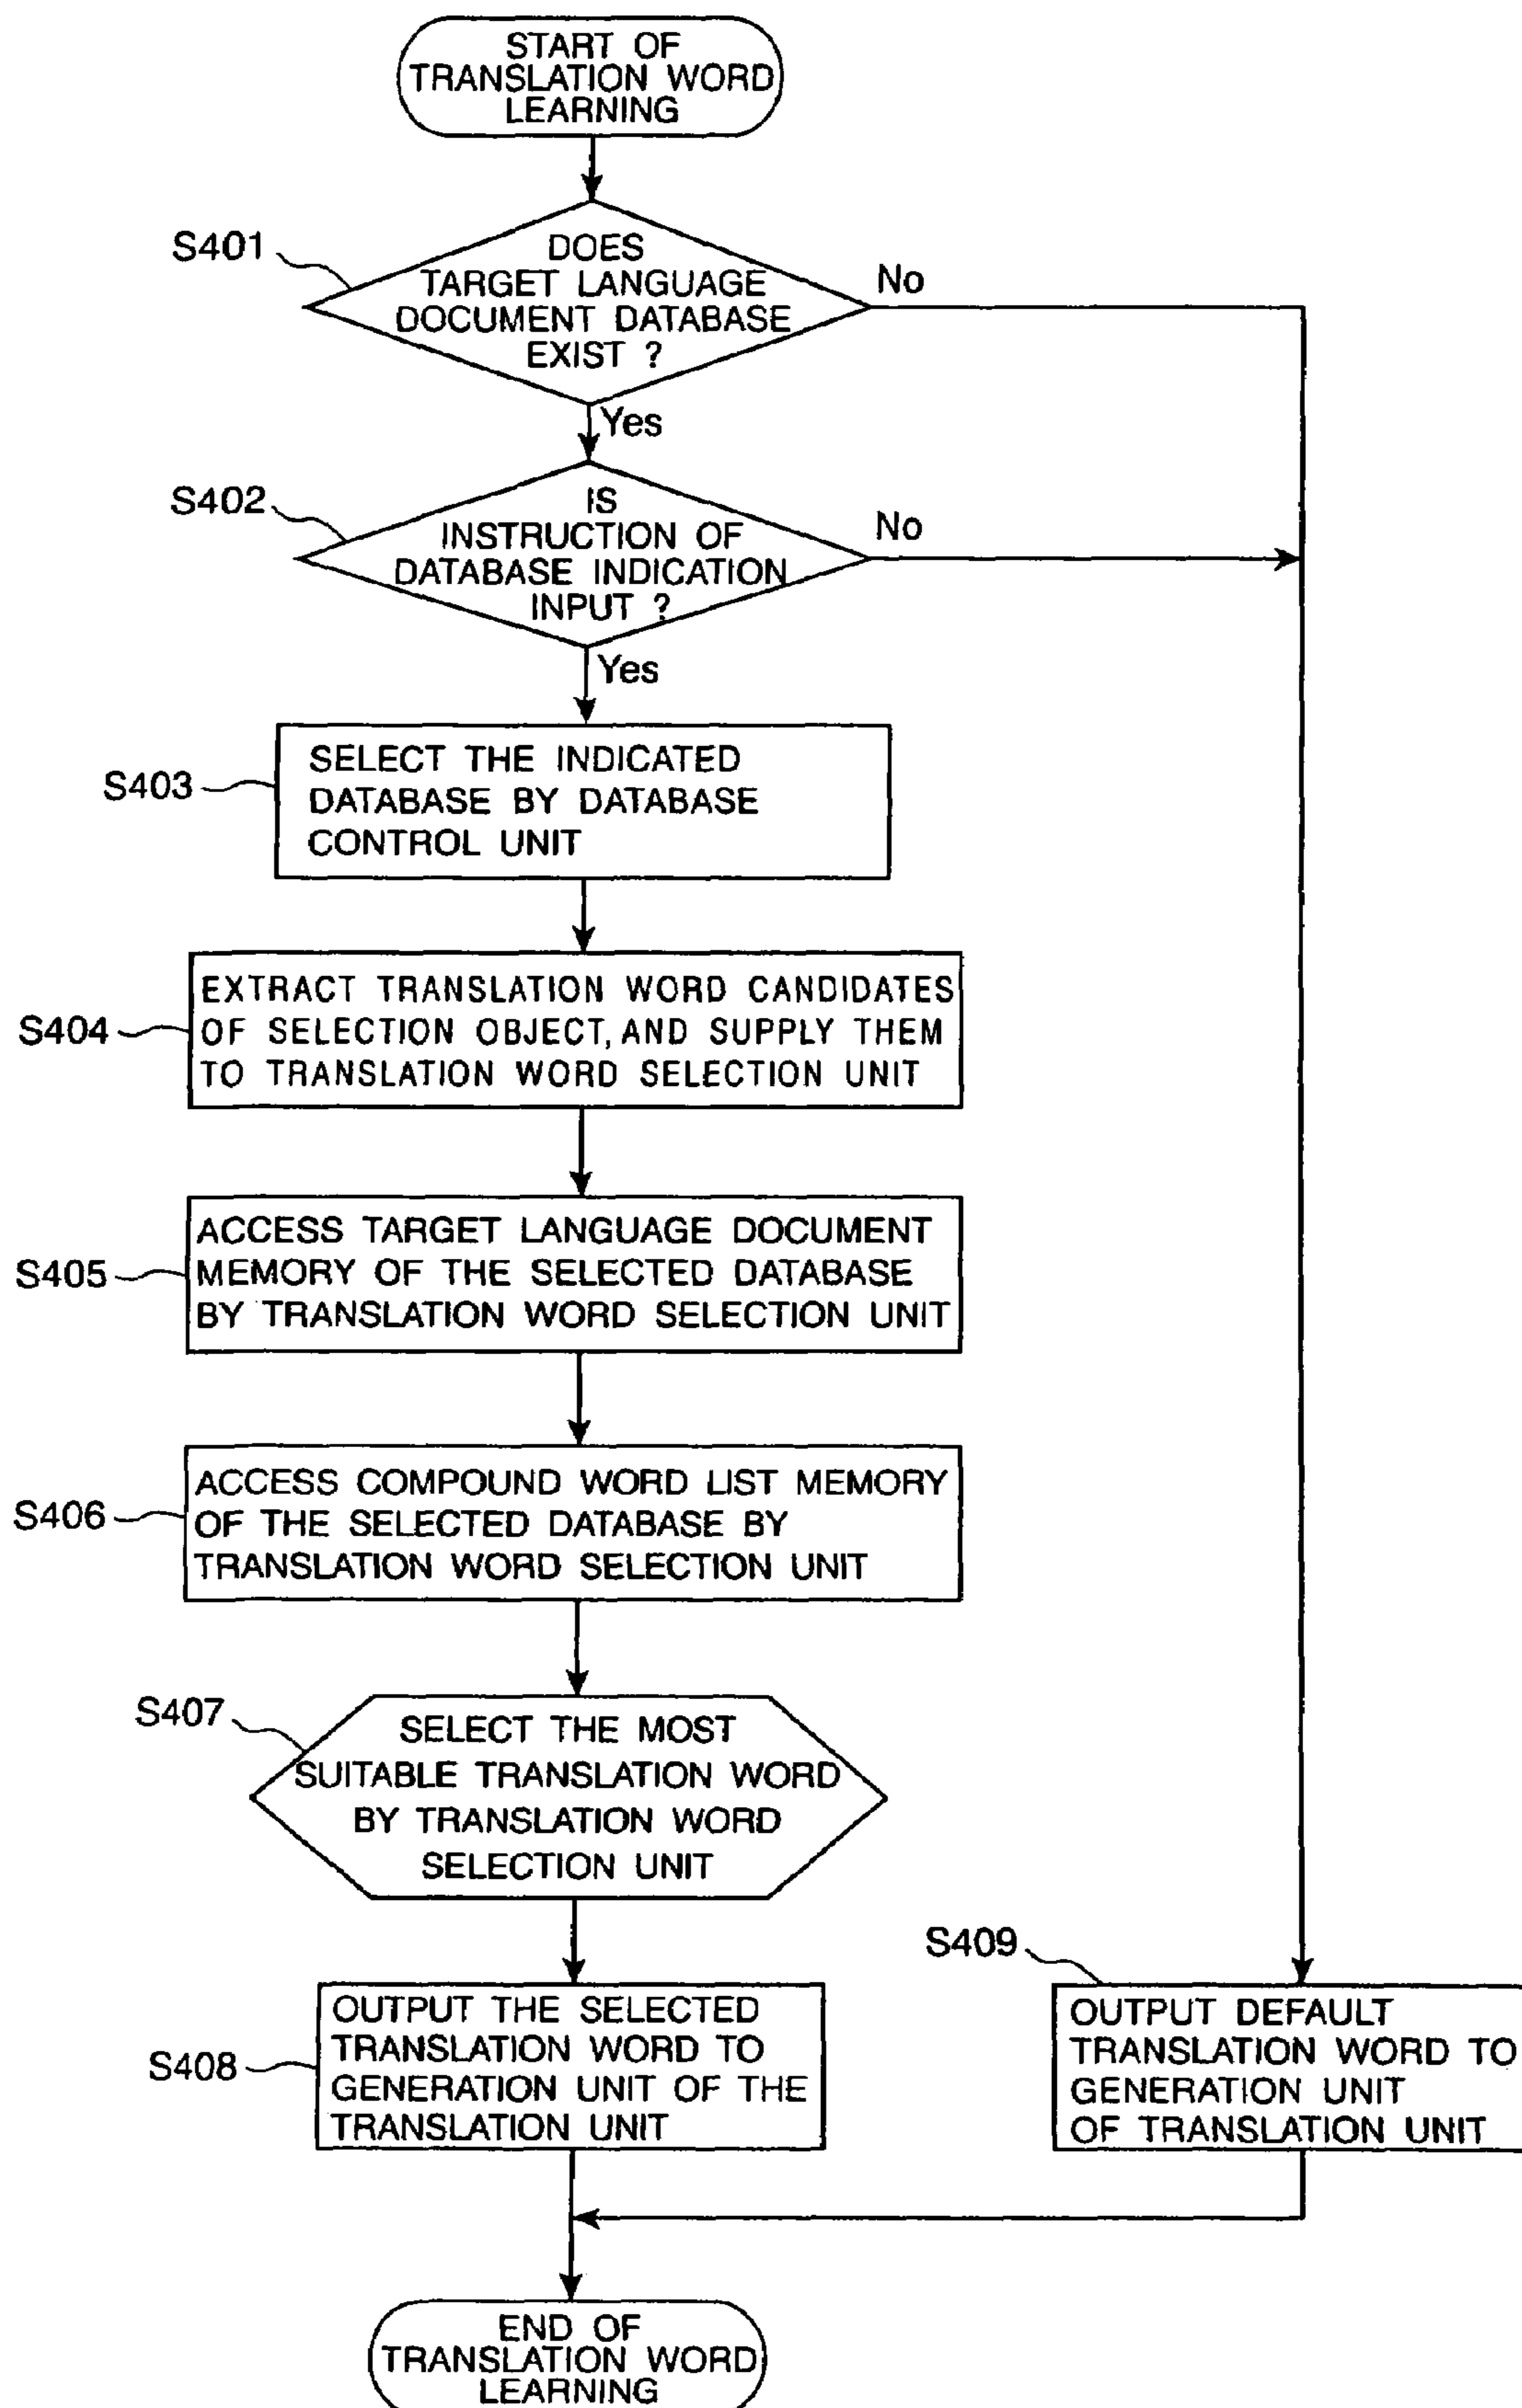 START OF
TRANSLATION WORD
LEARNING
S401
DOES
TARGET LANGUAGE
DOCUMENT DATABASE
EXIST ?
No
Yes
S402
IS
INSTRUCTION OF
DATABASE INDICATION
INPUT ?
No
Yes
S403
SELECT THE INDICATED
DATABASE BY DATABASE
CONTROL UNIT
S404
EXTRACT TRANSLATION WORD CANDIDATES
OF SELECTION OBJECT, AND SUPPLY THEM
TO TRANSLATION WORD SELECTION UNIT
S405
ACCESS TARGET LANGUAGE DOCUMENT
MEMORY OF THE SELECTED DATABASE
BY TRANSLATION WORD SELECTION UNIT
S406
ACCESS COMPOUND WORD LIST MEMORY
OF THE SELECTED DATABASE BY
TRANSLATION WORD SELECTION UNIT
S407
SELECT THE MOST
SUITABLE TRANSLATION WORD
BY TRANSLATION WORD
SELECTION UNIT
S408
OUTPUT THE SELECTED
TRANSLATION WORD TO
GENERATION UNIT OF THE
TRANSLATION UNIT
S409
OUTPUT DEFAULT
TRANSLATION WORD TO
GENERATION UNIT
OF TRANSLATION UNIT
END OF
TRANSLATION WORD
LEARNING